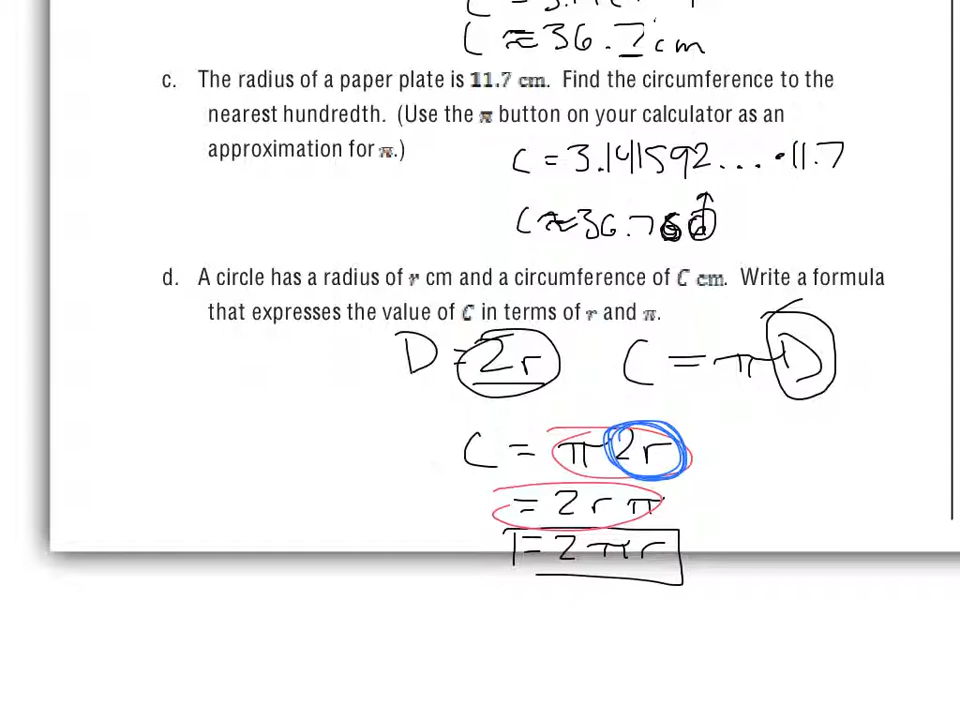 C ≈ 36.7 cm
c. The radius of a paper plate is 11.7 cm. Find the circumference to the
nearest hundredth. (Use the π button on your calculator as an
approximation for π.)
C = 3.141592... • 11.7
C ≈ 36.76
d. A circle has a radius of r cm and a circumference of C cm. Write a formula
that expresses the value of C in terms of r and π.
D = 2r C = πD
C = π 2r
= 2rπ
= 2πr